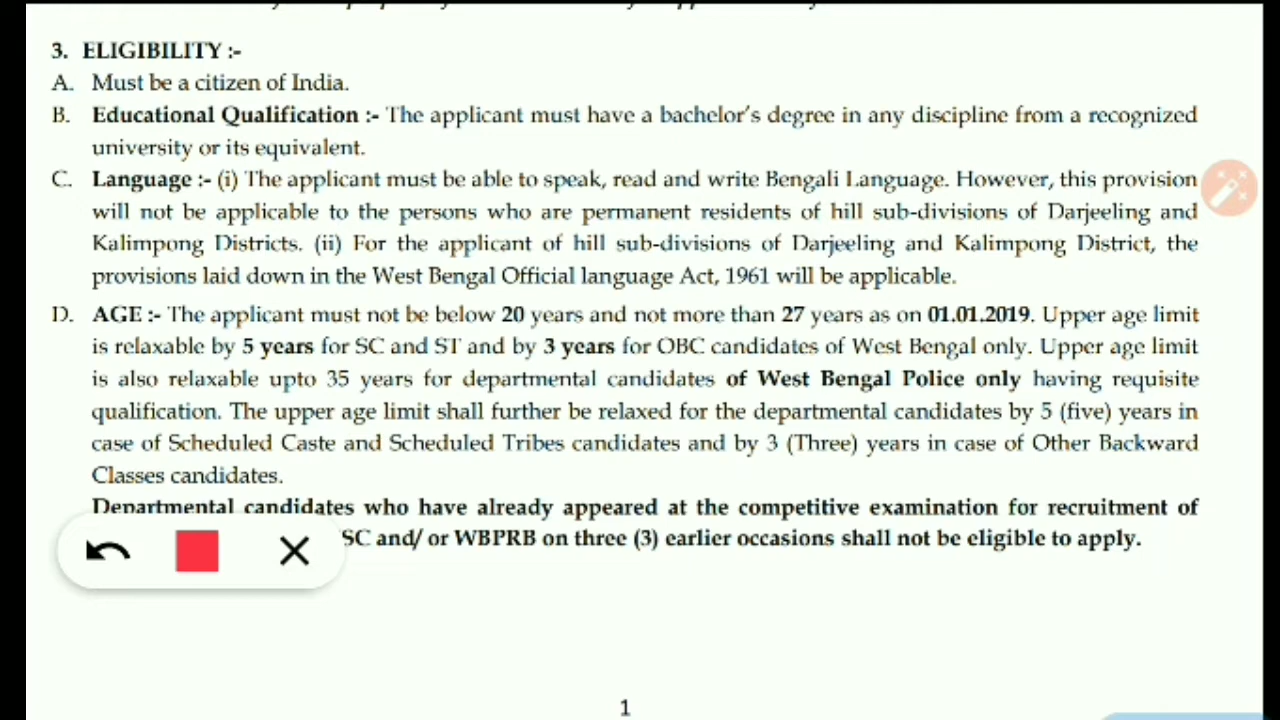 3. ELIGIBILITY :-
A. Must be a citizen of India.
B. Educational Qualification :- The applicant must have a bachelor's degree in any discipline from a recognized
university or its equivalent.
C. Language :- (i) The applicant must be able to speak, read and write Bengali Language. However, this provision
will not be applicable to the persons who are permanent residents of hill sub-divisions of Darjeeling and
Kalimpong Districts. (ii) For the applicant of hill sub-divisions of Darjeeling and Kalimpong District, the
provisions laid down in the West Bengal Official language Act, 1961 will be applicable.
D. AGE :- The applicant must not be below 20 years and not more than 27 years as on 01.01.2019. Upper age limit
is relaxable by 5 years for SC and ST and by 3 years for OBC candidates of West Bengal only. Upper age limit
is also relaxable upto 35 years for departmental candidates of West Bengal Police only having requisite
qualification. The upper age limit shall further be relaxed for the departmental candidates by 5 (five) years in
case of Scheduled Caste and Scheduled Tribes candidates and by 3 (Three) years in case of Other Backward
Classes candidates.
Departmental candidates who have already appeared at the competitive examination for recruitment of
SC and/ or WBPRB on three (3) earlier occasions shall not be eligible to apply.
1